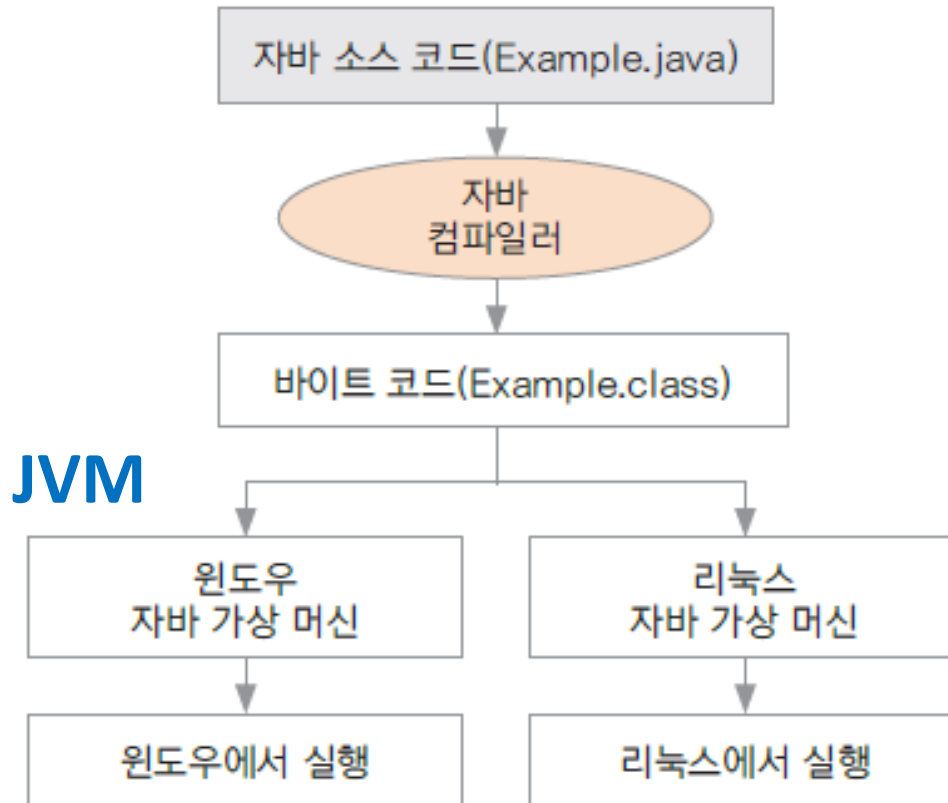 자바 소스 코드(Example.java)
자바
컴파일러
바이트 코드(Example.class)
JVM
윈도우
자바 가상 머신
리눅스
자바 가상 머신
윈도우에서 실행
리눅스에서 실행